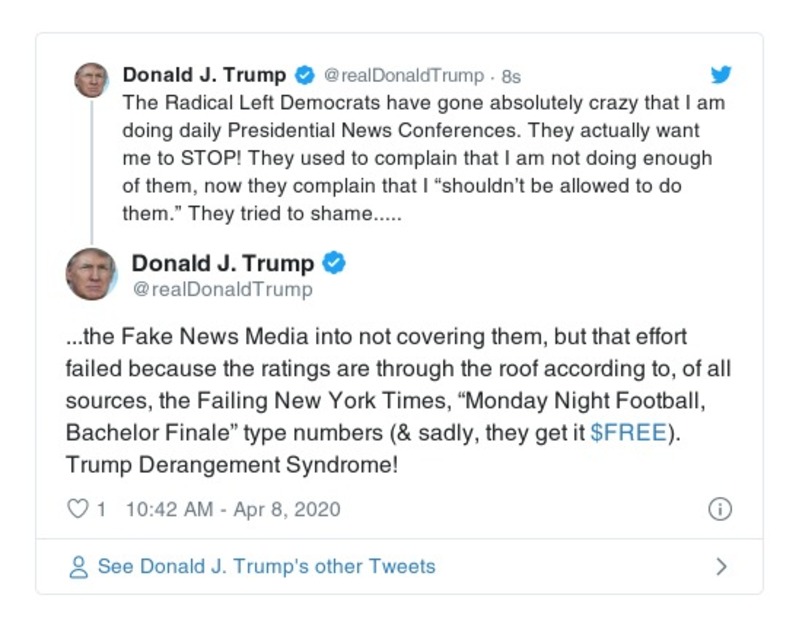 Donald J. Trump @realDonaldTrump · 8s
The Radical Left Democrats have gone absolutely crazy that I am
doing daily Presidential News Conferences. They actually want
me to STOP! They used to complain that I am not doing enough
of them, now they complain that I “shouldn’t be allowed to do
them.” They tried to shame.....
Donald J. Trump
@realDonaldTrump
...the Fake News Media into not covering them, but that effort
failed because the ratings are through the roof according to, of all
sources, the Failing New York Times, “Monday Night Football,
Bachelor Finale” type numbers (& sadly, they get it $FREE).
Trump Derangement Syndrome!
1 10:42 AM - Apr 8, 2020
See Donald J. Trump's other Tweets